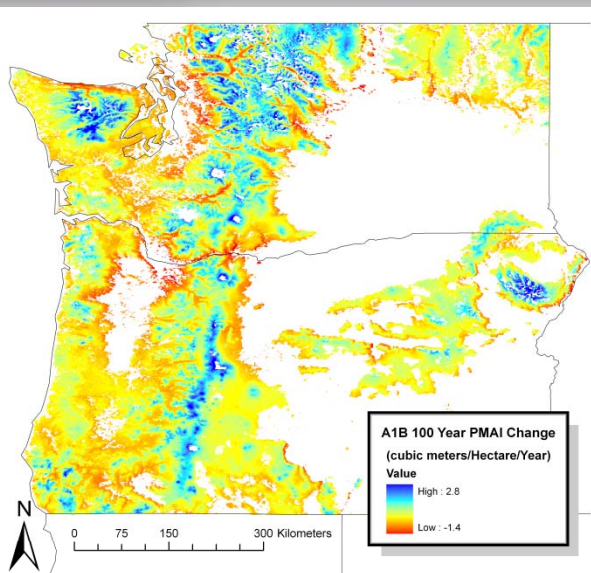 A1B 100 Year PMAI Change
(cubic meters/Hectare/Year)
Value
High : 2.8
Low : -1.4
N
0 75 150 300 Kilometers